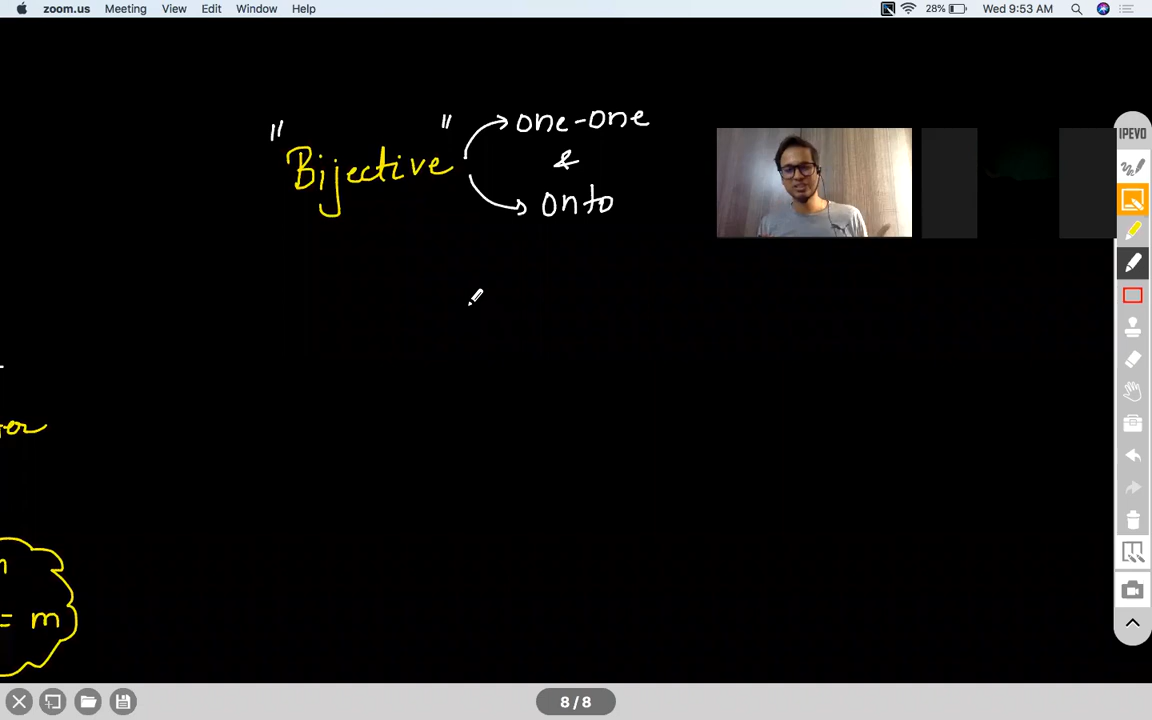 zoom.us Meeting View Edit Window Help 28% Wed 9:53 AM
"Bijective" one-one
&
onto
IPEVO
= m
8/8